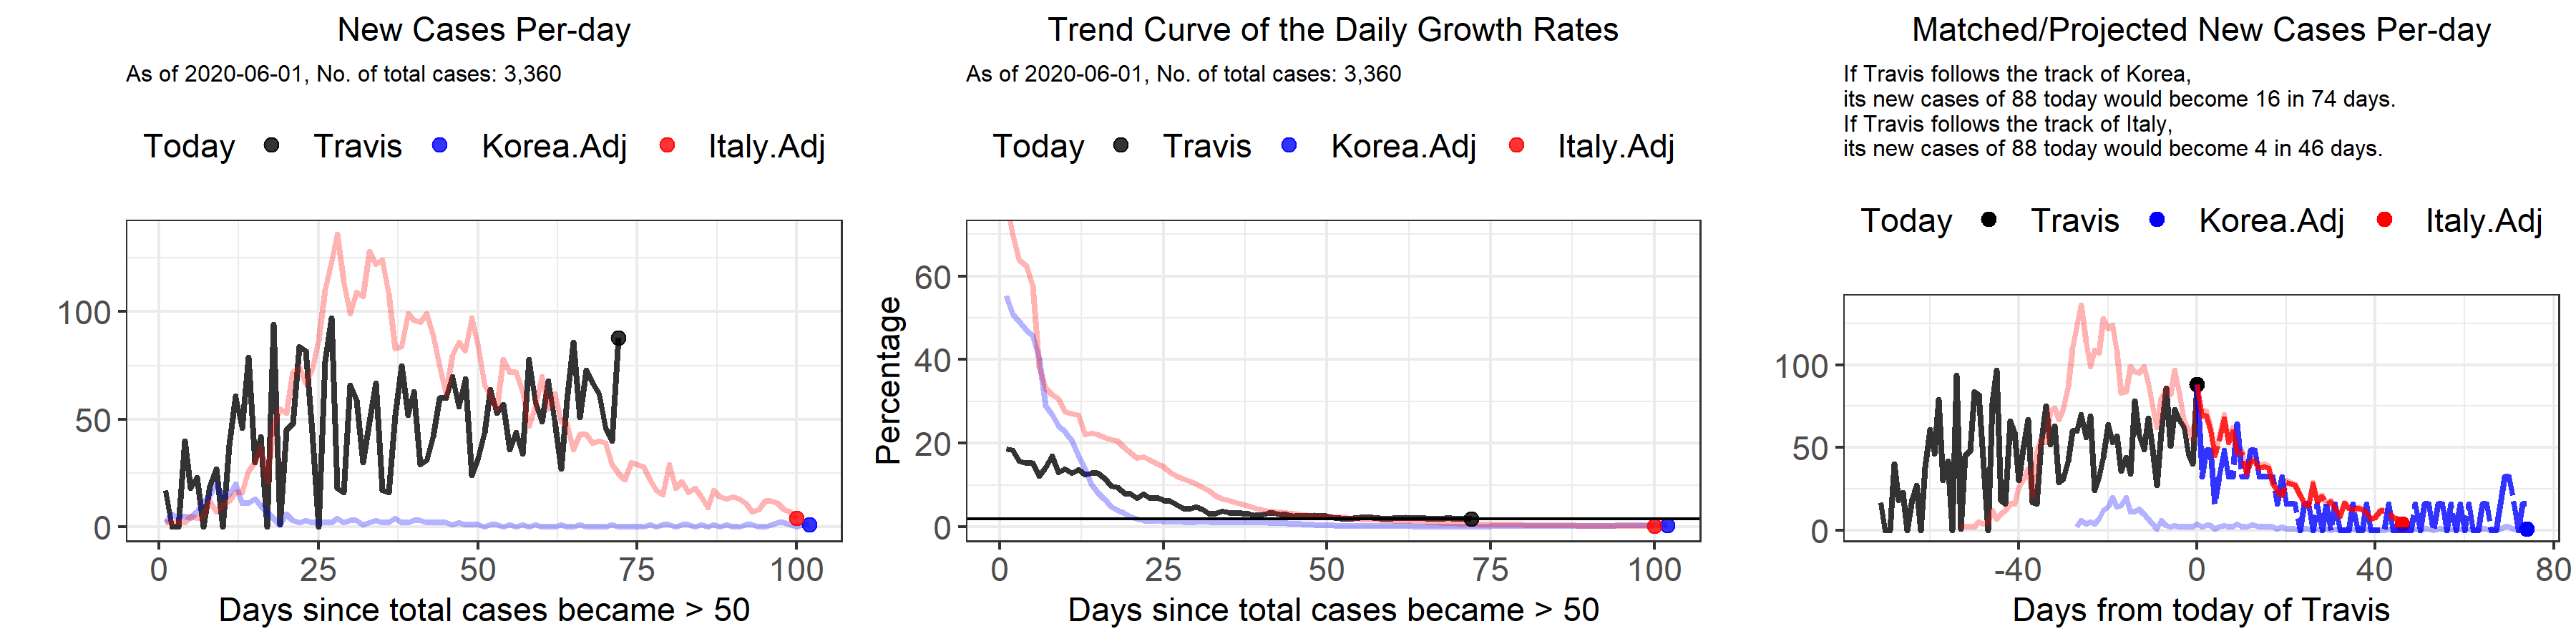 New Cases Per-day
As of 2020-06-01, No. of total cases: 3,360
Today Travis Korea.Adj Italy.Adj
100
50
0
0 25 50 75 100
Days since total cases became > 50
Trend Curve of the Daily Growth Rates
As of 2020-06-01, No. of total cases: 3,360
Today Travis Korea.Adj Italy.Adj
Percentage
60
40
20
0
0 25 50 75 100
Days since total cases became > 50
Matched/Projected New Cases Per-day
If Travis follows the track of Korea,
its new cases of 88 today would become 16 in 74 days.
If Travis follows the track of Italy,
its new cases of 88 today would become 4 in 46 days.
Today Travis Korea.Adj Italy.Adj
100
50
0
-40 0 40 80
Days from today of Travis